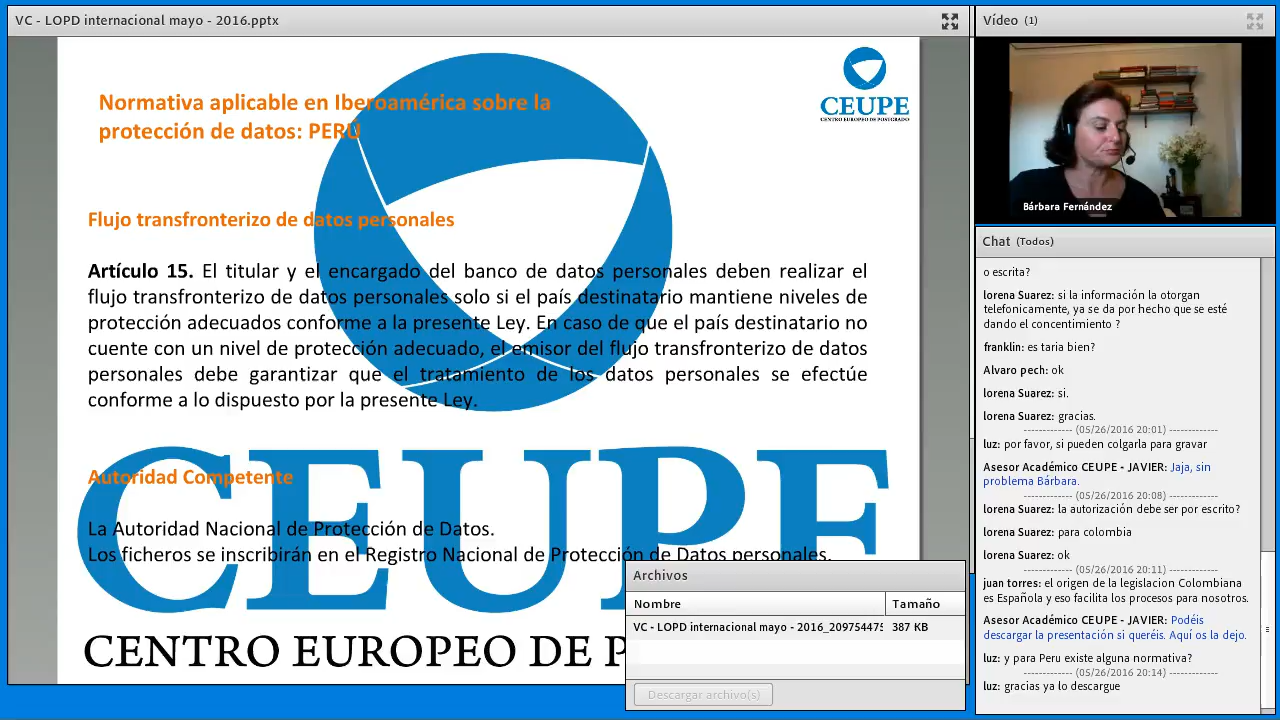 VC - LOPD internacional mayo - 2016.pptx
Normativa aplicable en Iberoamérica sobre la
protección de datos: PERÚ
CEUPE
CENTRO EUROPEO DE POSTGRADO
Flujo transfronterizo de datos personales
Artículo 15. El titular y el encargado del banco de datos personales deben realizar el
flujo transfronterizo de datos personales solo si el país destinatario mantiene niveles de
protección adecuados conforme a la presente Ley. En caso de que el país destinatario no
cuente con un nivel de protección adecuado, el emisor del flujo transfronterizo de datos
personales debe garantizar que el tratamiento de los datos personales se efectúe
conforme a lo dispuesto por la presente Ley.
Autoridad Competente
La Autoridad Nacional de Protección de Datos.
Los ficheros se inscribirán en el Registro Nacional de Protección de Datos personales.
CEUPE
CENTRO EUROPEO DE P
Archivos
Nombre Tamaño
VC - LOPD internacional mayo - 2016_209754475 387 KB
Descargar archivo(s)
Vídeo (1)
Bárbara Fernández
Chat (Todos)
o escrita?
lorena Suarez: si la información la otorgan
telefonicamente, ya se da por hecho que se esté
dando el concentimiento ?
franklin: es taria bien?
Alvaro pech: ok
lorena Suarez: si.
lorena Suarez: gracias.
------------- (05/26/2016 20:01) -------------
luz: por favor, si pueden colgarla para gravar
Asesor Académico CEUPE - JAVIER: Jaja, sin
problema Bárbara.
------------- (05/26/2016 20:08) -------------
lorena Suarez: la autorización debe ser por escrito?
lorena Suarez: para colombia
lorena Suarez: ok
------------- (05/26/2016 20:11) -------------
juan torres: el origen de la legislacion Colombiana
es Española y eso facilita los procesos para nosotros.
Asesor Académico CEUPE - JAVIER: Podéis
descargar la presentación si queréis. Aquí os la dejo.
luz: y para Peru existe alguna normativa?
------------- (05/26/2016 20:14) -------------
luz: gracias ya lo descargue